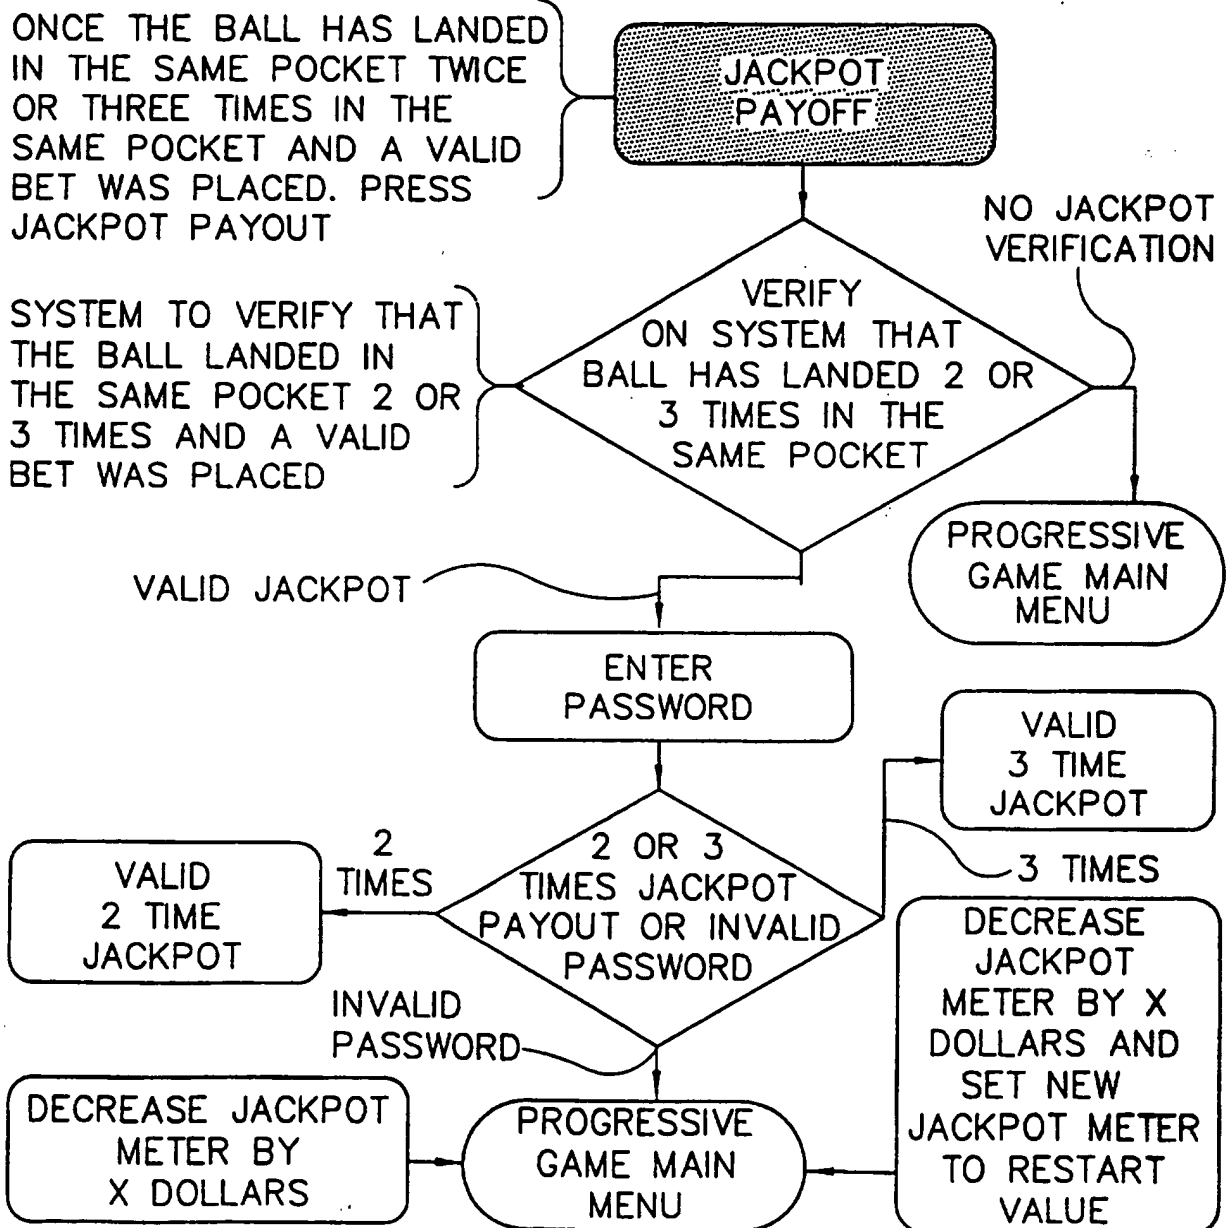 ONCE THE BALL HAS LANDED
IN THE SAME POCKET TWICE
OR THREE TIMES IN THE
SAME POCKET AND A VALID
BET WAS PLACED. PRESS
JACKPOT PAYOUT
JACKPOT
PAYOFF
NO JACKPOT
VERIFICATION
SYSTEM TO VERIFY THAT
THE BALL LANDED IN
THE SAME POCKET 2 OR
3 TIMES AND A VALID
BET WAS PLACED
VERIFY
ON SYSTEM THAT
BALL HAS LANDED 2 OR
3 TIMES IN THE
SAME POCKET
PROGRESSIVE
GAME MAIN
MENU
VALID JACKPOT
ENTER
PASSWORD
VALID
3 TIME
JACKPOT
3 TIMES
2 OR 3
TIMES JACKPOT
PAYOUT OR INVALID
PASSWORD
2
TIMES
VALID
2 TIME
JACKPOT
INVALID
PASSWORD
DECREASE
JACKPOT
METER BY X
DOLLARS AND
SET NEW
JACKPOT METER
TO RESTART
VALUE
DECREASE JACKPOT
METER BY
X DOLLARS
PROGRESSIVE
GAME MAIN
MENU